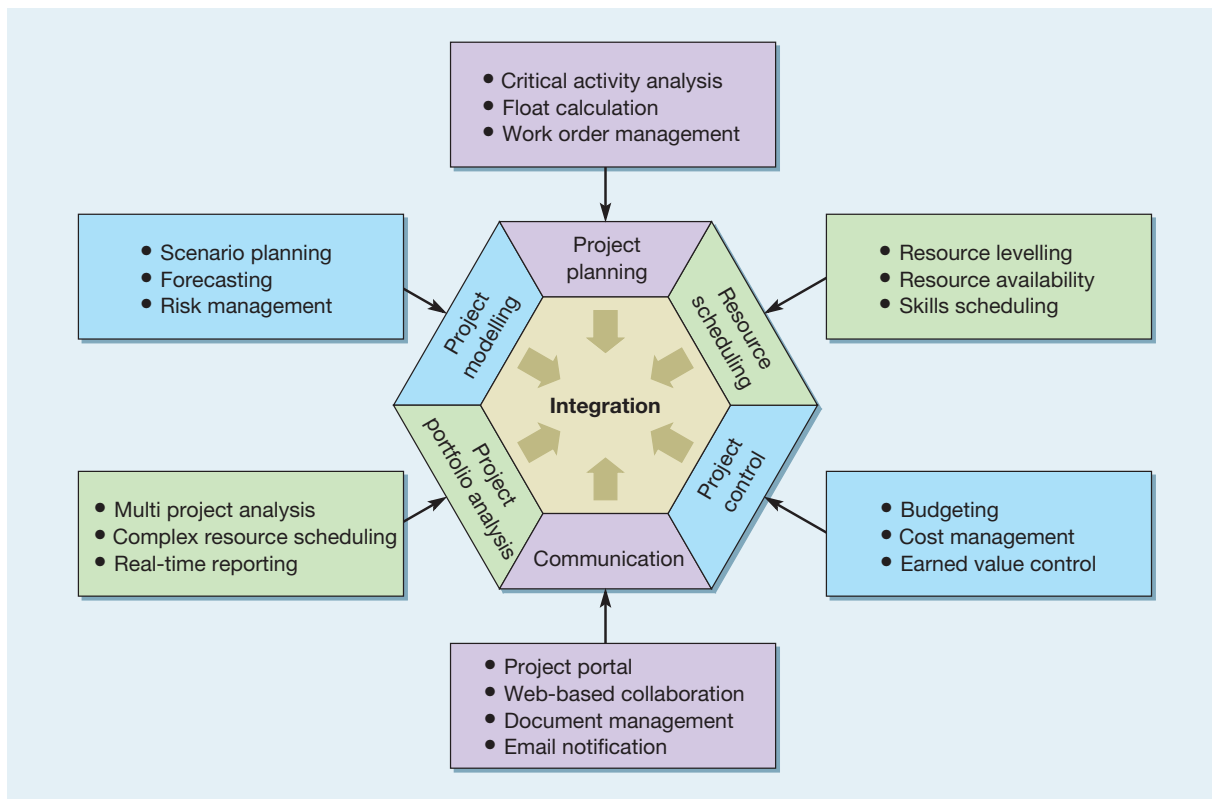 • Critical activity analysis
• Float calculation
• Work order management
• Scenario planning
• Forecasting
• Risk management
Project
planning
• Resource levelling
• Resource availability
• Skills scheduling
Project
modelling
Resource
scheduling
Integration
Project
portfolio analysis
Project
control
• Multi project analysis
• Complex resource scheduling
• Real-time reporting
Communication
• Budgeting
• Cost management
• Earned value control
• Project portal
• Web-based collaboration
• Document management
• Email notification